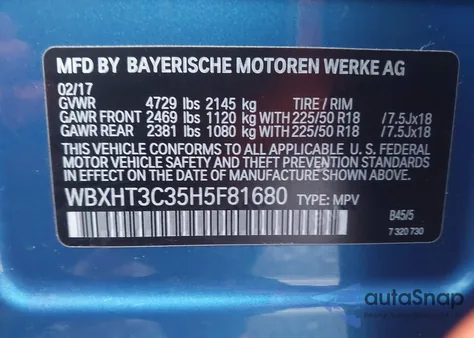 MFD BY BAYERISCHE MOTOREN WERKE AG
02/17
GVWR 4729 lbs 2145 kg TIRE / RIM
GAWR FRONT 2469 lbs 1120 kg WITH 225/50 R18 /7.5Jx18
GAWR REAR 2381 lbs 1080 kg WITH 225/50 R18 /7.5Jx18
THIS VEHICLE CONFORMS TO ALL APPLICABLE U. S. FEDERAL
MOTOR VEHICLE SAFETY AND THEFT PREVENTION STANDARDS
IN EFFECT ON THE DATE OF MANUFACTURE SHOWN ABOVE.
WBXHT3C35H5F81680 TYPE: MPV
B45/5
7 320 730
autoSnap